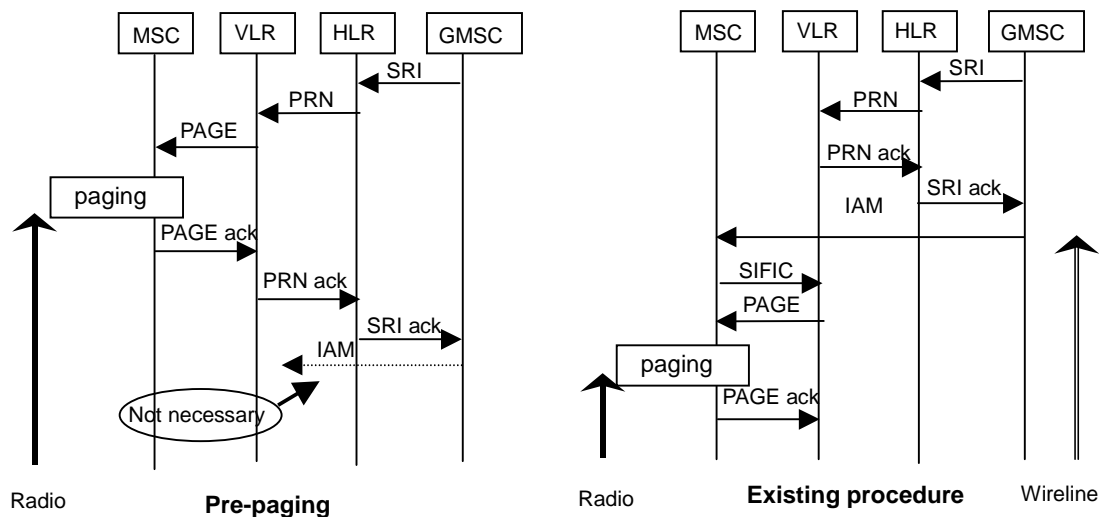 MSC VLR HLR GMSC
SRI
PRN
PAGE
paging
PAGE ack
PRN ack
SRI ack
IAM
Not necessary
Radio
Pre-paging
MSC VLR HLR GMSC
SRI
PRN
PRN ack
SRI ack
IAM
SIFIC
PAGE
paging
PAGE ack
Radio
Existing procedure
Wireline